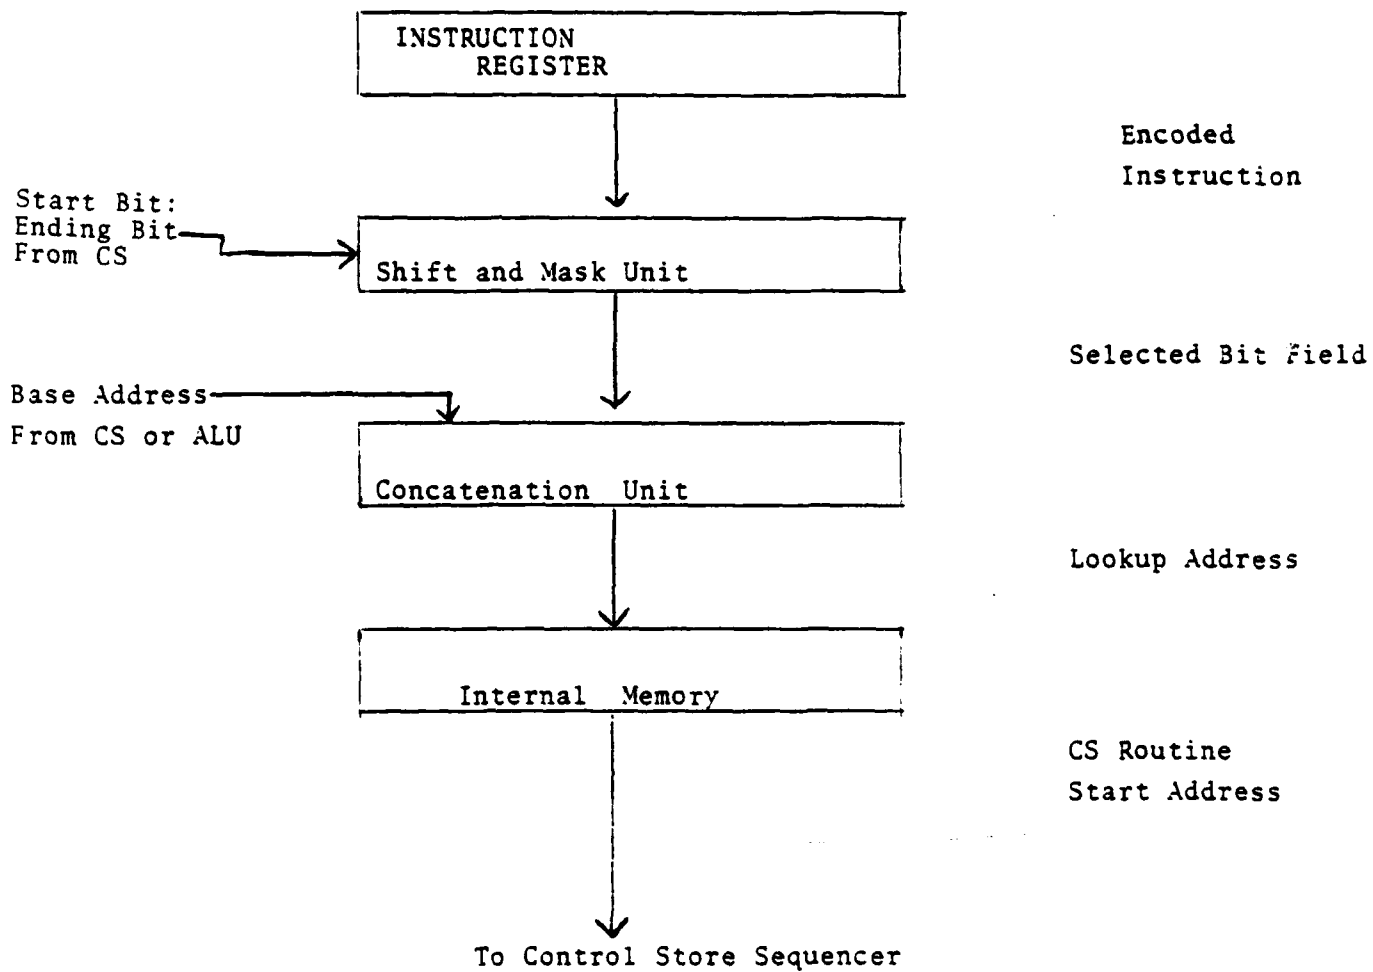 INSTRUCTION
REGISTER
Encoded
Instruction
Start Bit:
Ending Bit
From CS
Shift and Mask Unit
Selected Bit Field
Base Address
From CS or ALU
Concatenation Unit
Lookup Address
Internal Memory
CS Routine
Start Address
To Control Store Sequencer